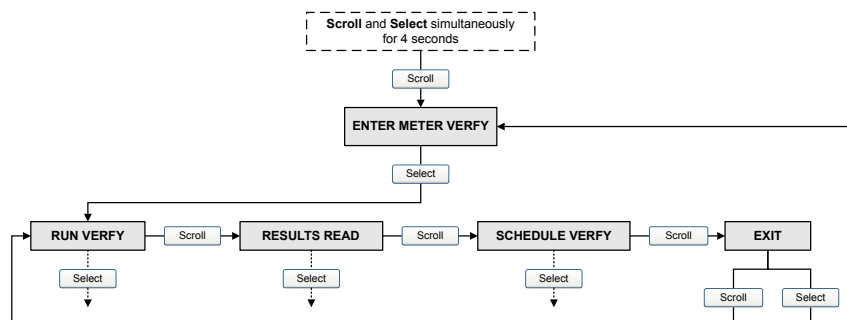 Scroll and Select simultaneously
for 4 seconds
Scroll
ENTER METER VERFY
Select
RUN VERFY
Scroll
RESULTS READ
Scroll
SCHEDULE VERFY
Scroll
EXIT
Select
Select
Select
Scroll
Select